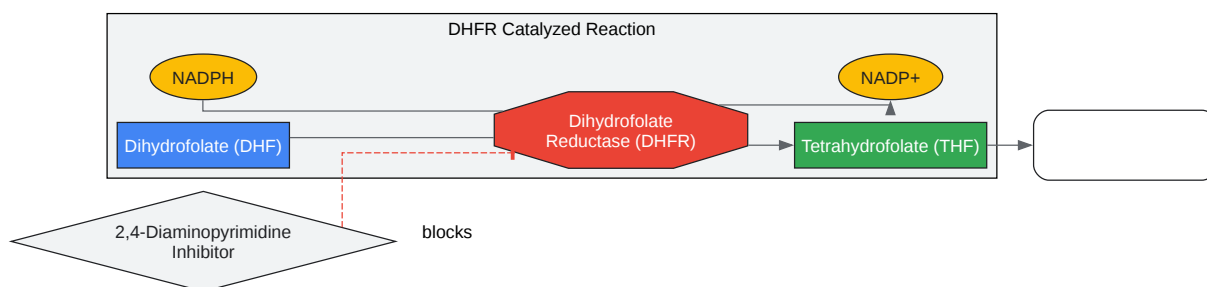 DHFR Catalyzed Reaction
NADPH
NADP+
Dihydrofolate (DHF)
Dihydrofolate
Reductase (DHFR)
Tetrahydrofolate (THF)
2,4-Diaminopyrimidine
Inhibitor
blocks